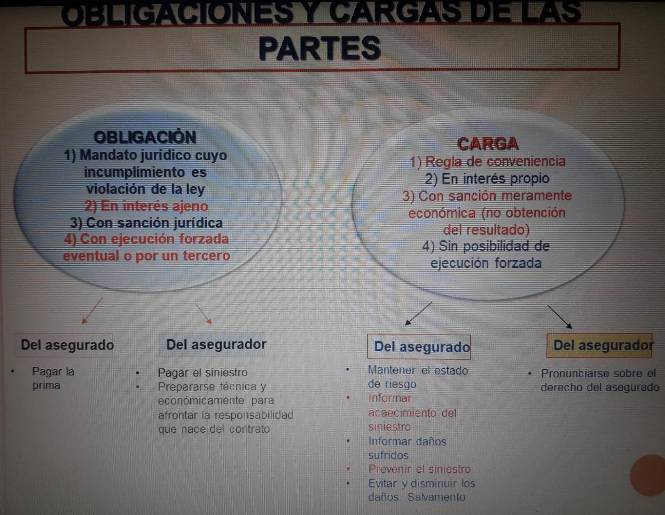 OBLIGACIONES Y CARGAS DE LAS
PARTES
OBLIGACIÓN
1) Mandato jurídico cuyo
incumplimiento es
violación de la ley
2) En interés ajeno
3) Con sanción jurídica
4) Con ejecución forzada
eventual o por un tercero
CARGA
1) Regla de conveniencia
2) En interés propio
3) Con sanción meramente
económica (no obtención
del resultado)
4) Sin posibilidad de
ejecución forzada
Del asegurado
• Pagar la
prima
Del asegurador
• Pagar el siniestro
• Prepararse técnica y
económicamente para
afrontar la responsabilidad
que nace del contrato
Del asegurado
• Mantener el estado
de riesgo
• Informar
acaecimiento del
siniestro
• Informar daños
sufridos
• Prevenir el siniestro
• Evitar y disminuir los
daños. Salvamento
Del asegurador
• Pronunciarse sobre el
derecho del asegurado